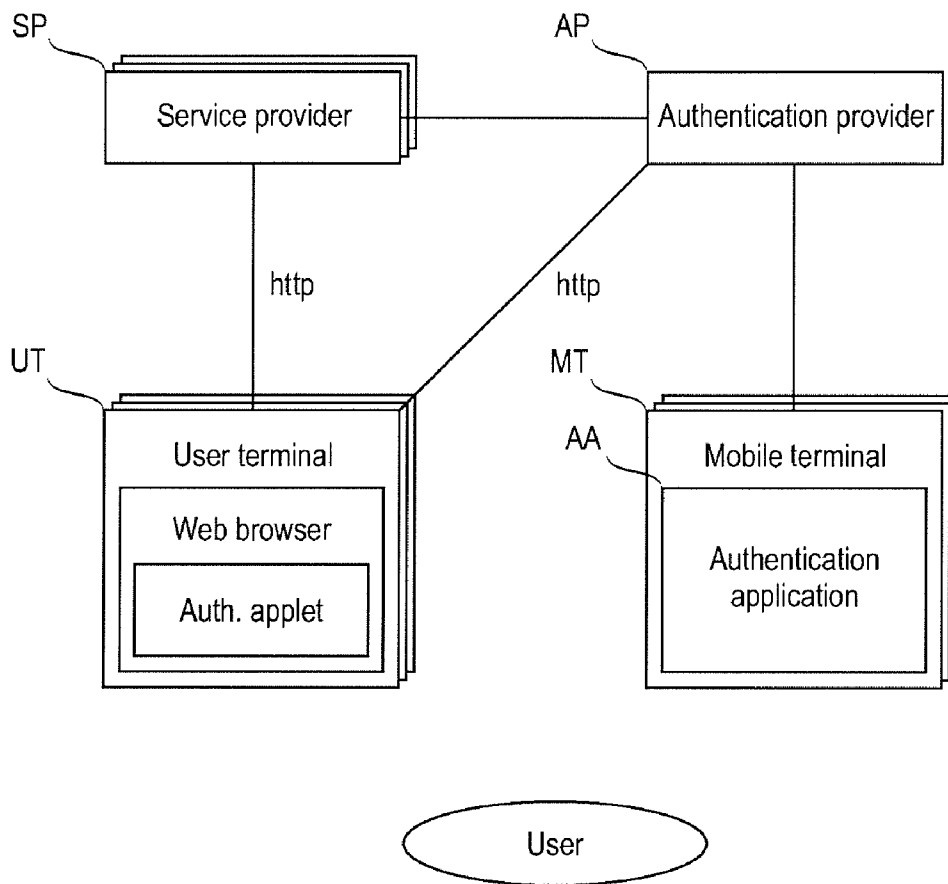 SP
AP
Service provider
Authentication provider
http
http
UT
MT
User terminal
AA
Mobile terminal
Web browser
Authentication
application
Auth. applet
User